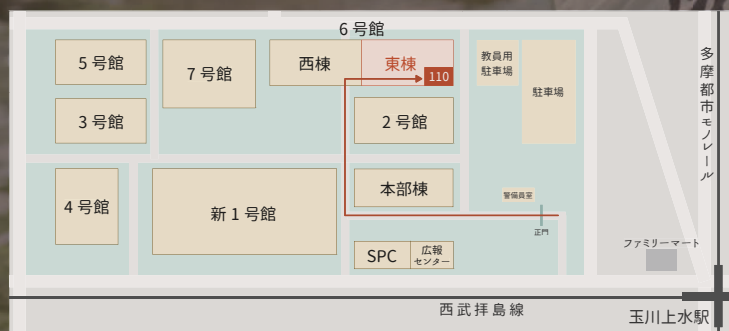 6号館
5号館
7号館
西棟
東棟
110
教員用
駐車場
駐車場
3号館
2号館
4号館
新1号館
本部棟
警備員室
正門
SPC
広報
センター
ファミリーマート
多摩都市モノレール
西武拝島線
玉川上水駅